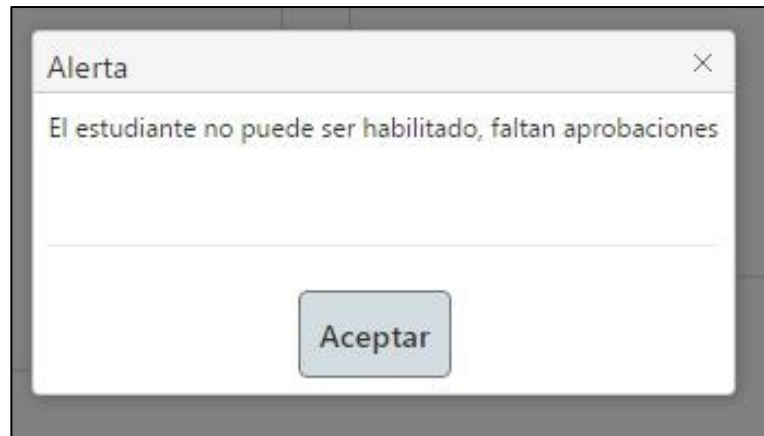 Alerta
El estudiante no puede ser habilitado, faltan aprobaciones
Aceptar